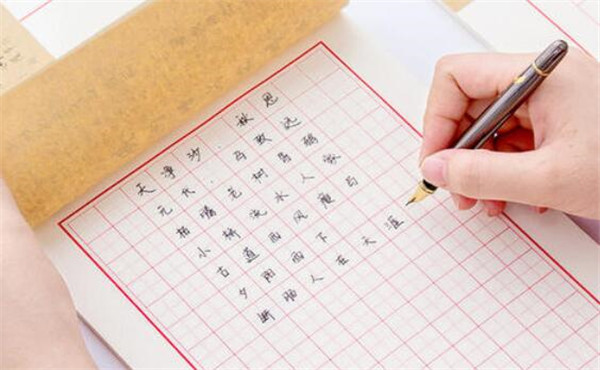 天净沙·秋思
元代·马致远
枯藤老树昏鸦
小桥流水人家
古道西风瘦马
夕阳西下
断肠人在天涯